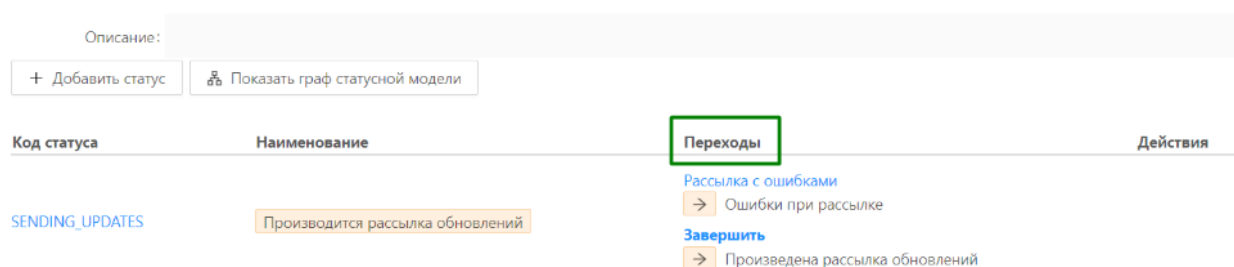 Описание:
+ Добавить статус Показать граф статусной модели
Код статуса Наименование Переходы Действия
Рассылка с ошибками
→ Ошибки при рассылке
SENDING_UPDATES Производится рассылка обновлений
Завершить
→ Произведена рассылка обновлений